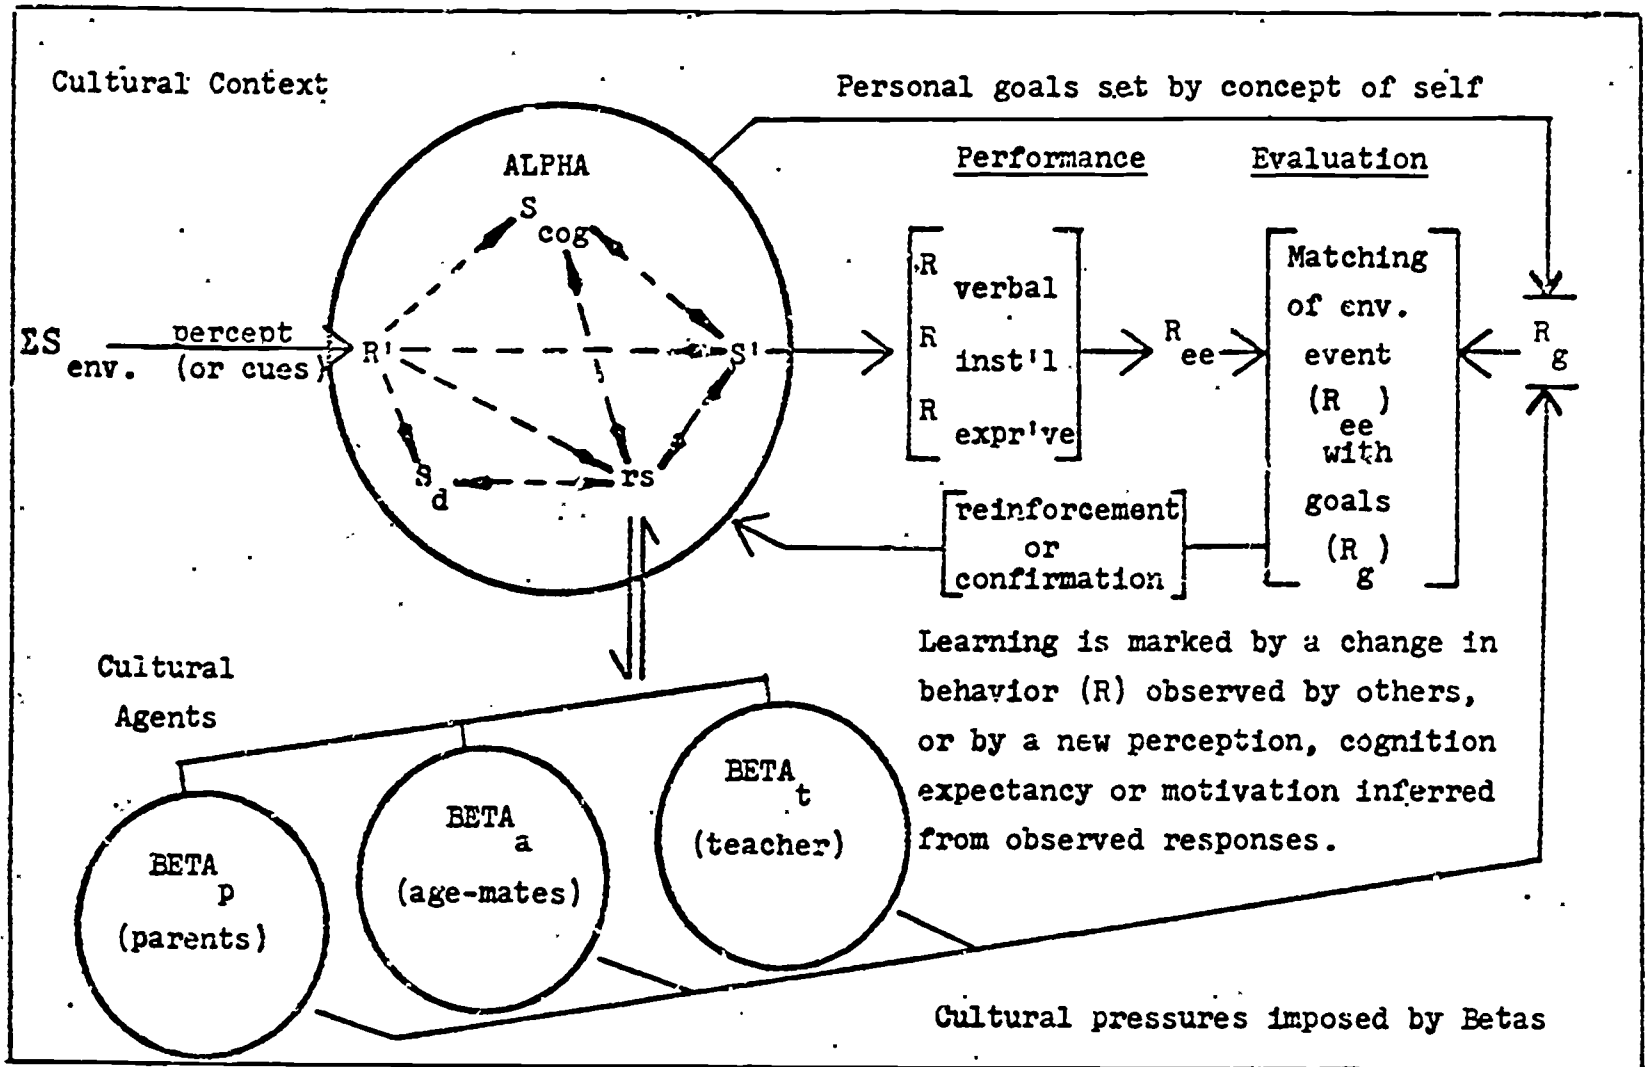 Cultural Context
Personal goals set by concept of self
ALPHA
S cog
ΣS env.
percept
(or cues)
R'
S'
S d
rs
Performance
R verbal
R inst'l
R expr've
R ee
Evaluation
Matching
of env.
event
(R ee)
with
goals
(R g)
R g
reinforcement
or
confirmation
Learning is marked by a change in
behavior (R) observed by others,
or by a new perception, cognition
expectancy or motivation inferred
from observed responses.
Cultural
Agents
BETA p
(parents)
BETA a
(age-mates)
BETA t
(teacher)
Cultural pressures imposed by Betas